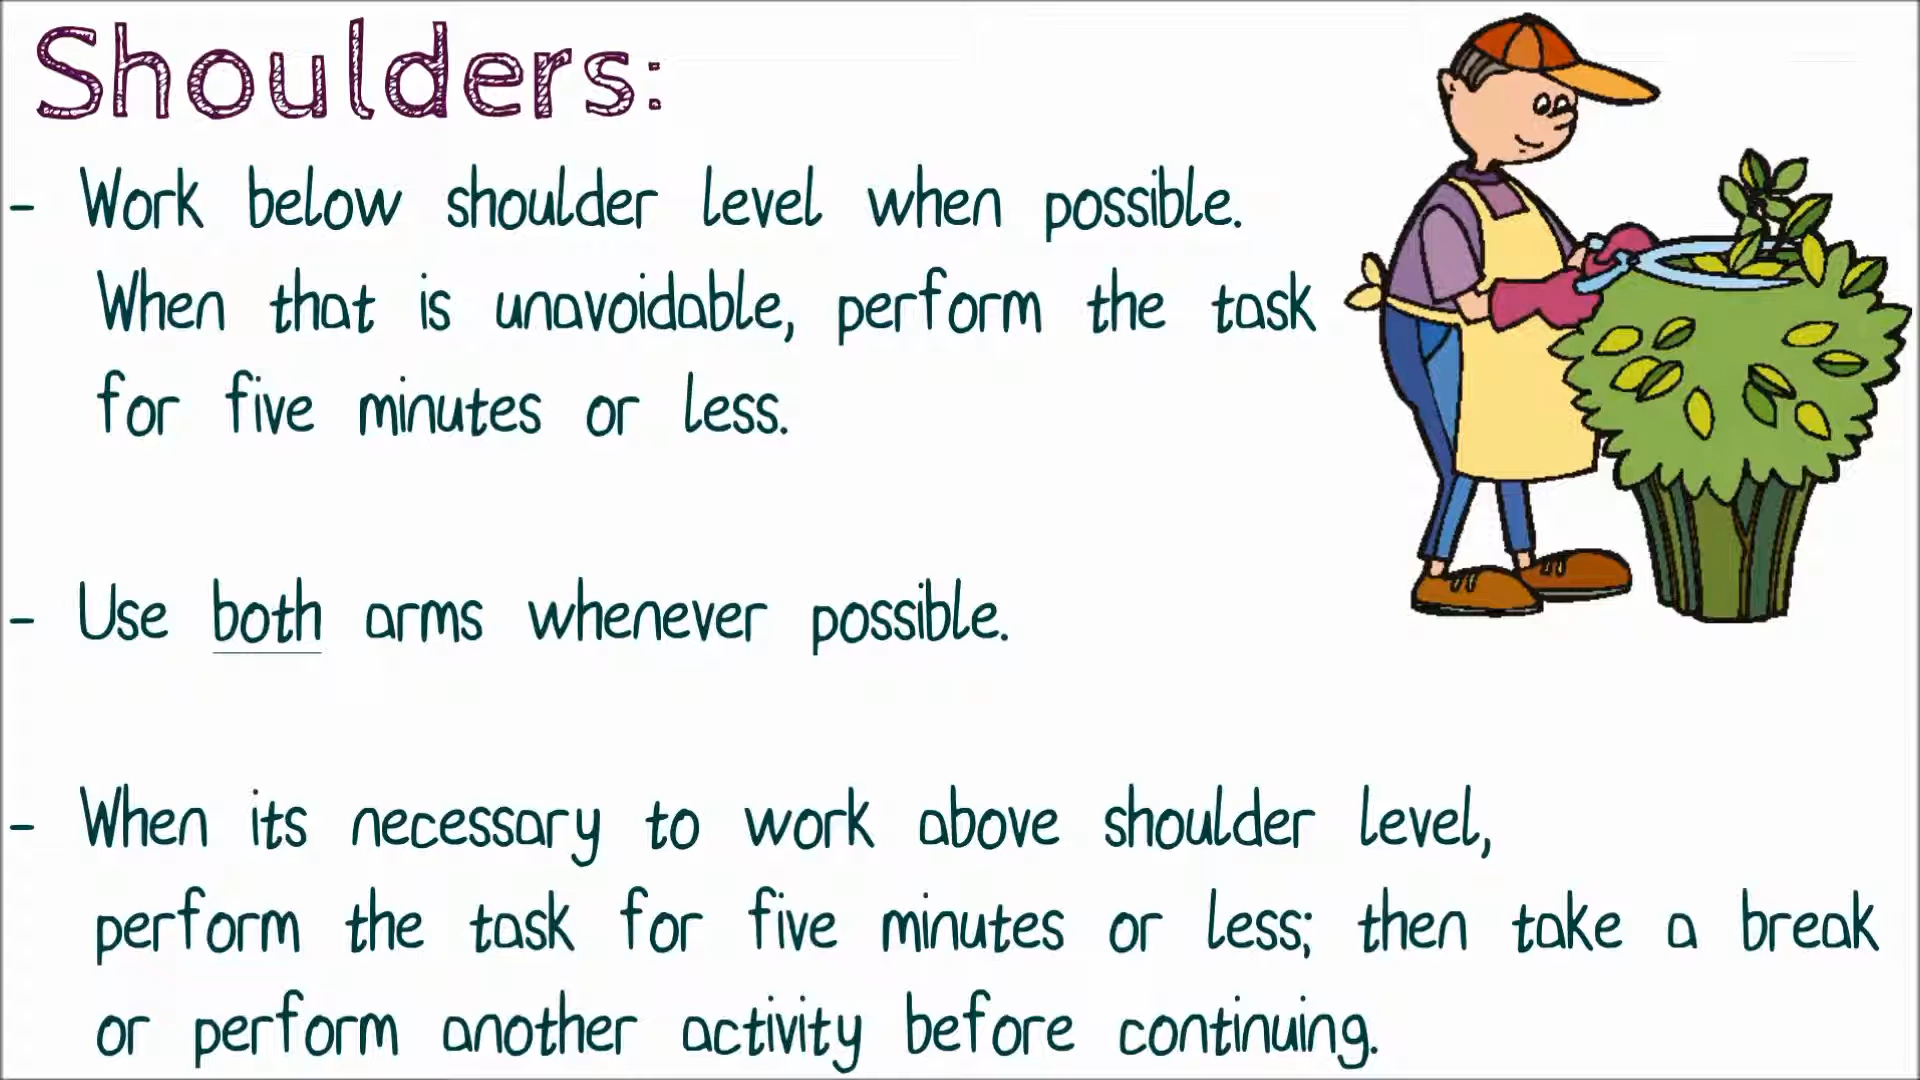 Shoulders:
- Work below shoulder level when possible.
When that is unavoidable, perform the task
for five minutes or less.
- Use both arms whenever possible.
- When its necessary to work above shoulder level,
perform the task for five minutes or less; then take a break
or perform another activity before continuing.